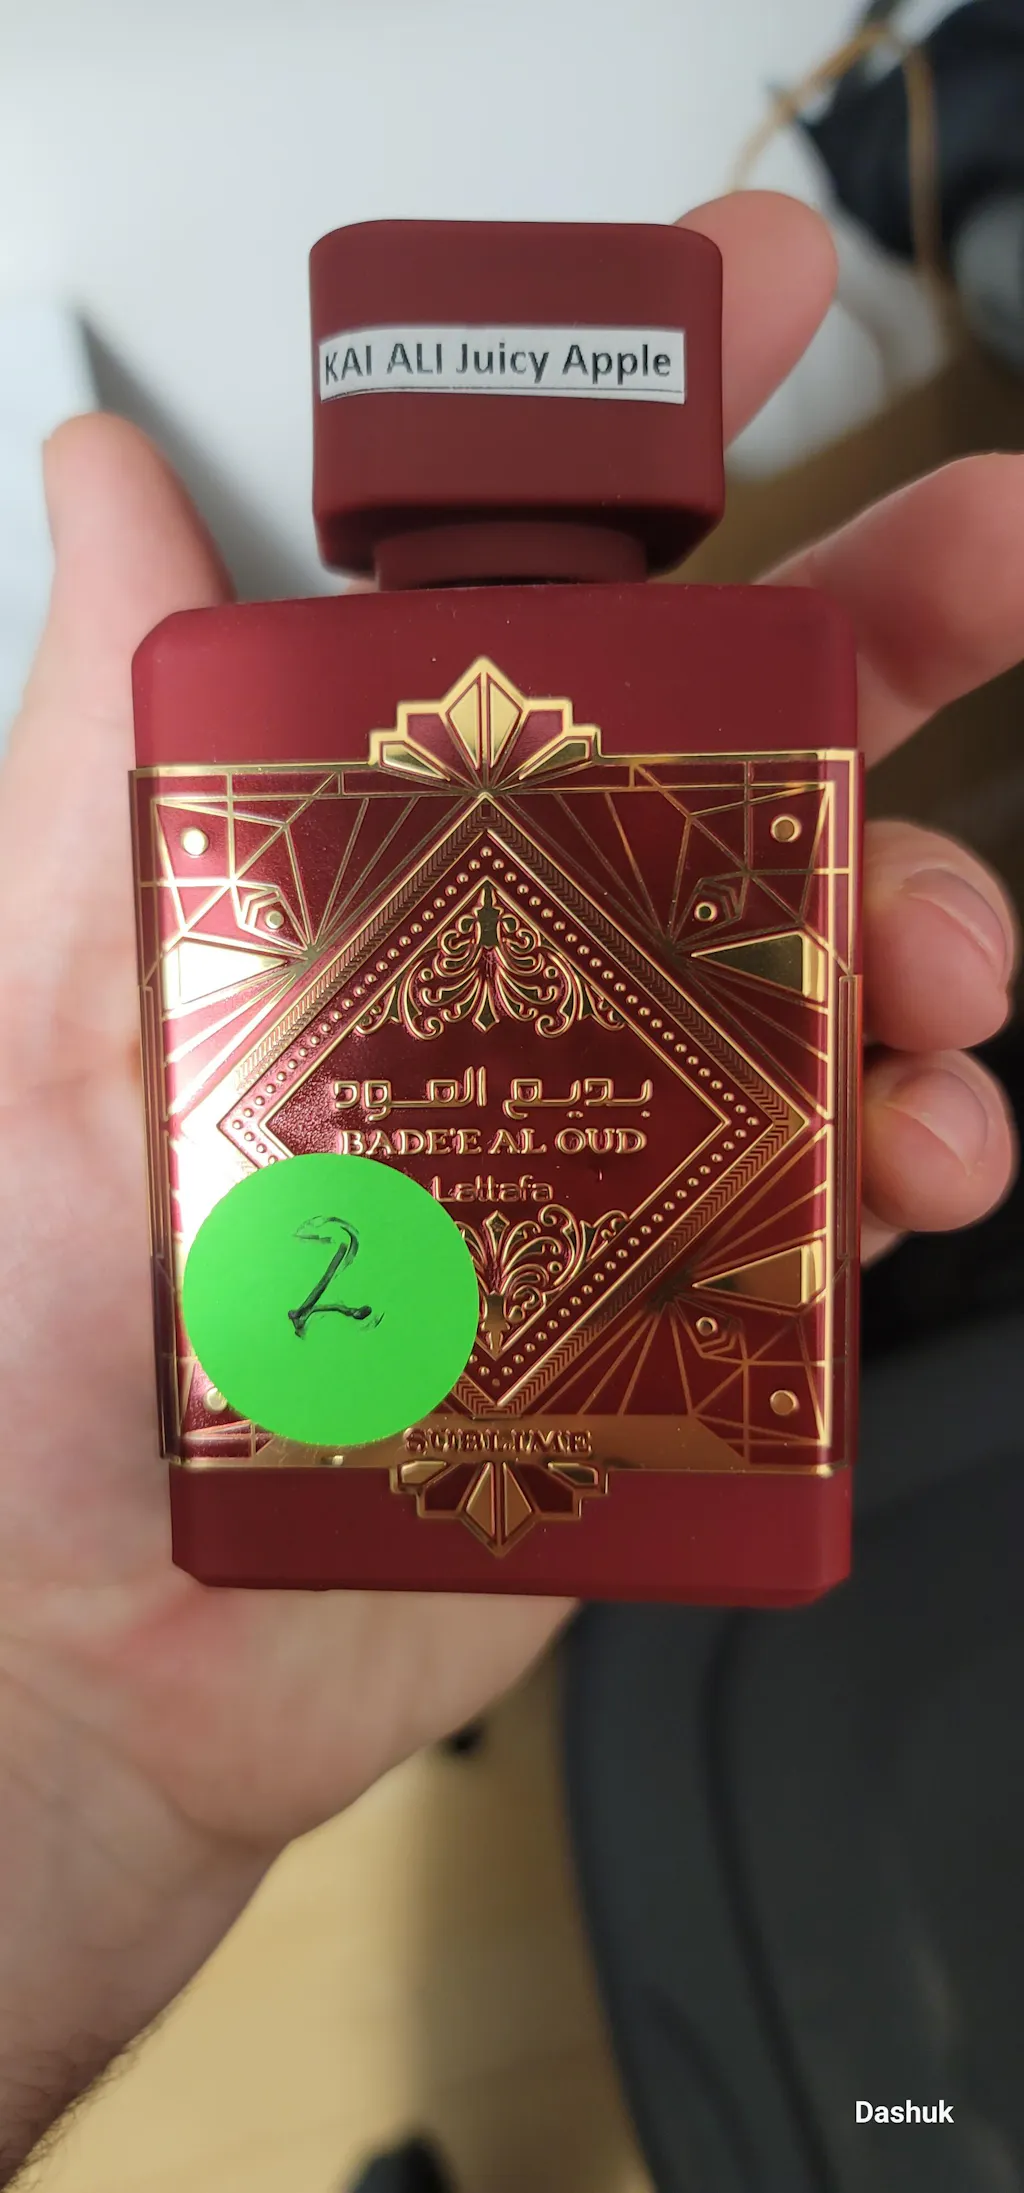 KAI ALI Juicy Apple
بديع العود
BADE'E AL OUD
Lattafa
2
SUBLIME
Dashuk